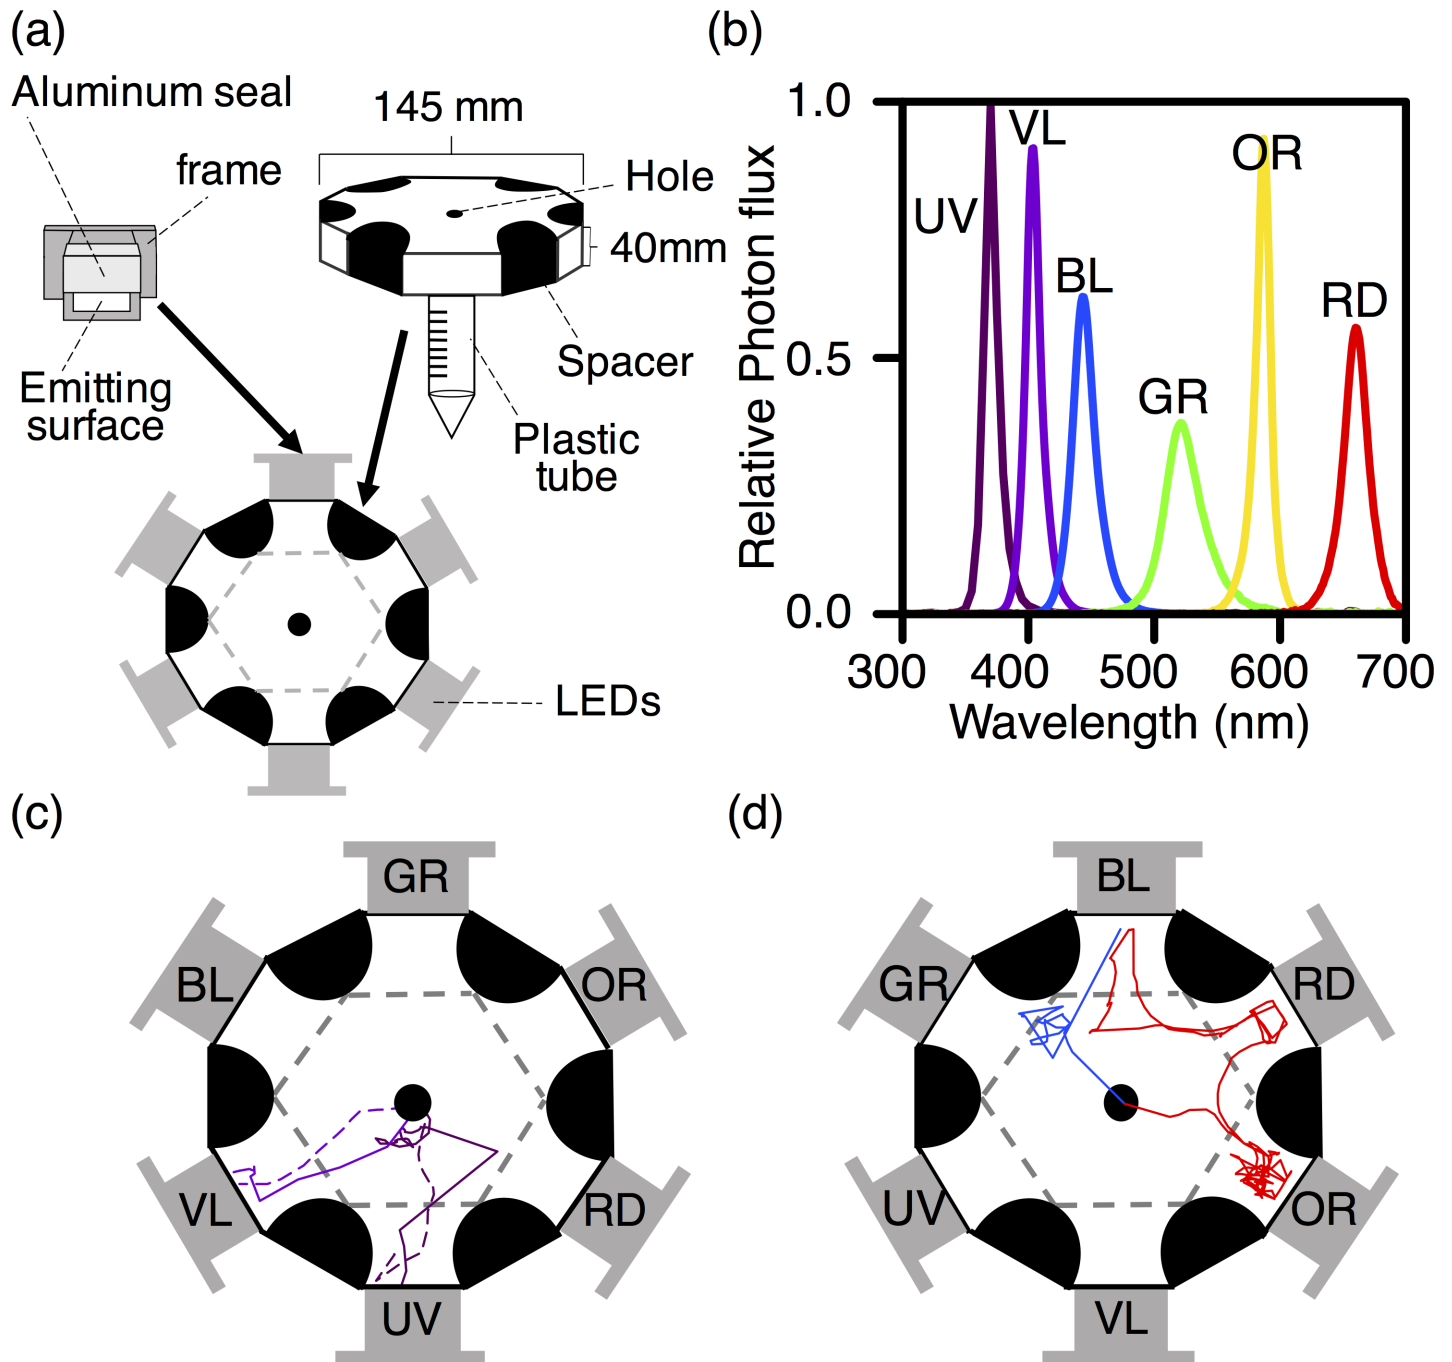 (a)
Aluminum seal
frame
Emitting
surface
145 mm
Hole
40mm
Spacer
Plastic
tube
LEDs
(b)
Relative Photon flux
1.0
0.5
0.0
UV
VL
BL
GR
OR
RD
300
400
500
600
700
Wavelength (nm)
(c)
GR
BL
OR
VL
RD
UV
(d)
BL
GR
RD
UV
OR
VL